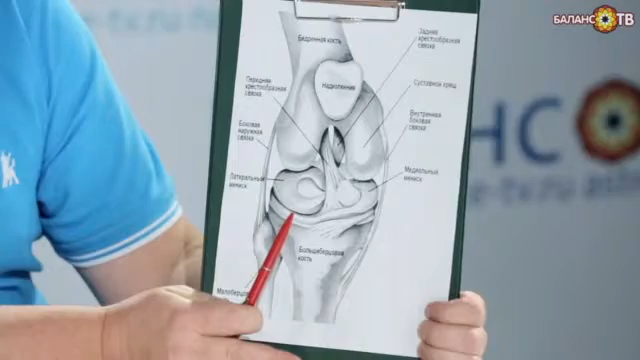 БАЛАНС ТВ
Бедренная кость
Задняя
крестообразная
связка
Передняя
крестообразная
связка
Надколенник
Суставной хрящ
Боковая
наружная
связка
Внутренняя
боковая
связка
НС
Латеральный
мениск
Медиальный
мениск
Большеберцовая
кость